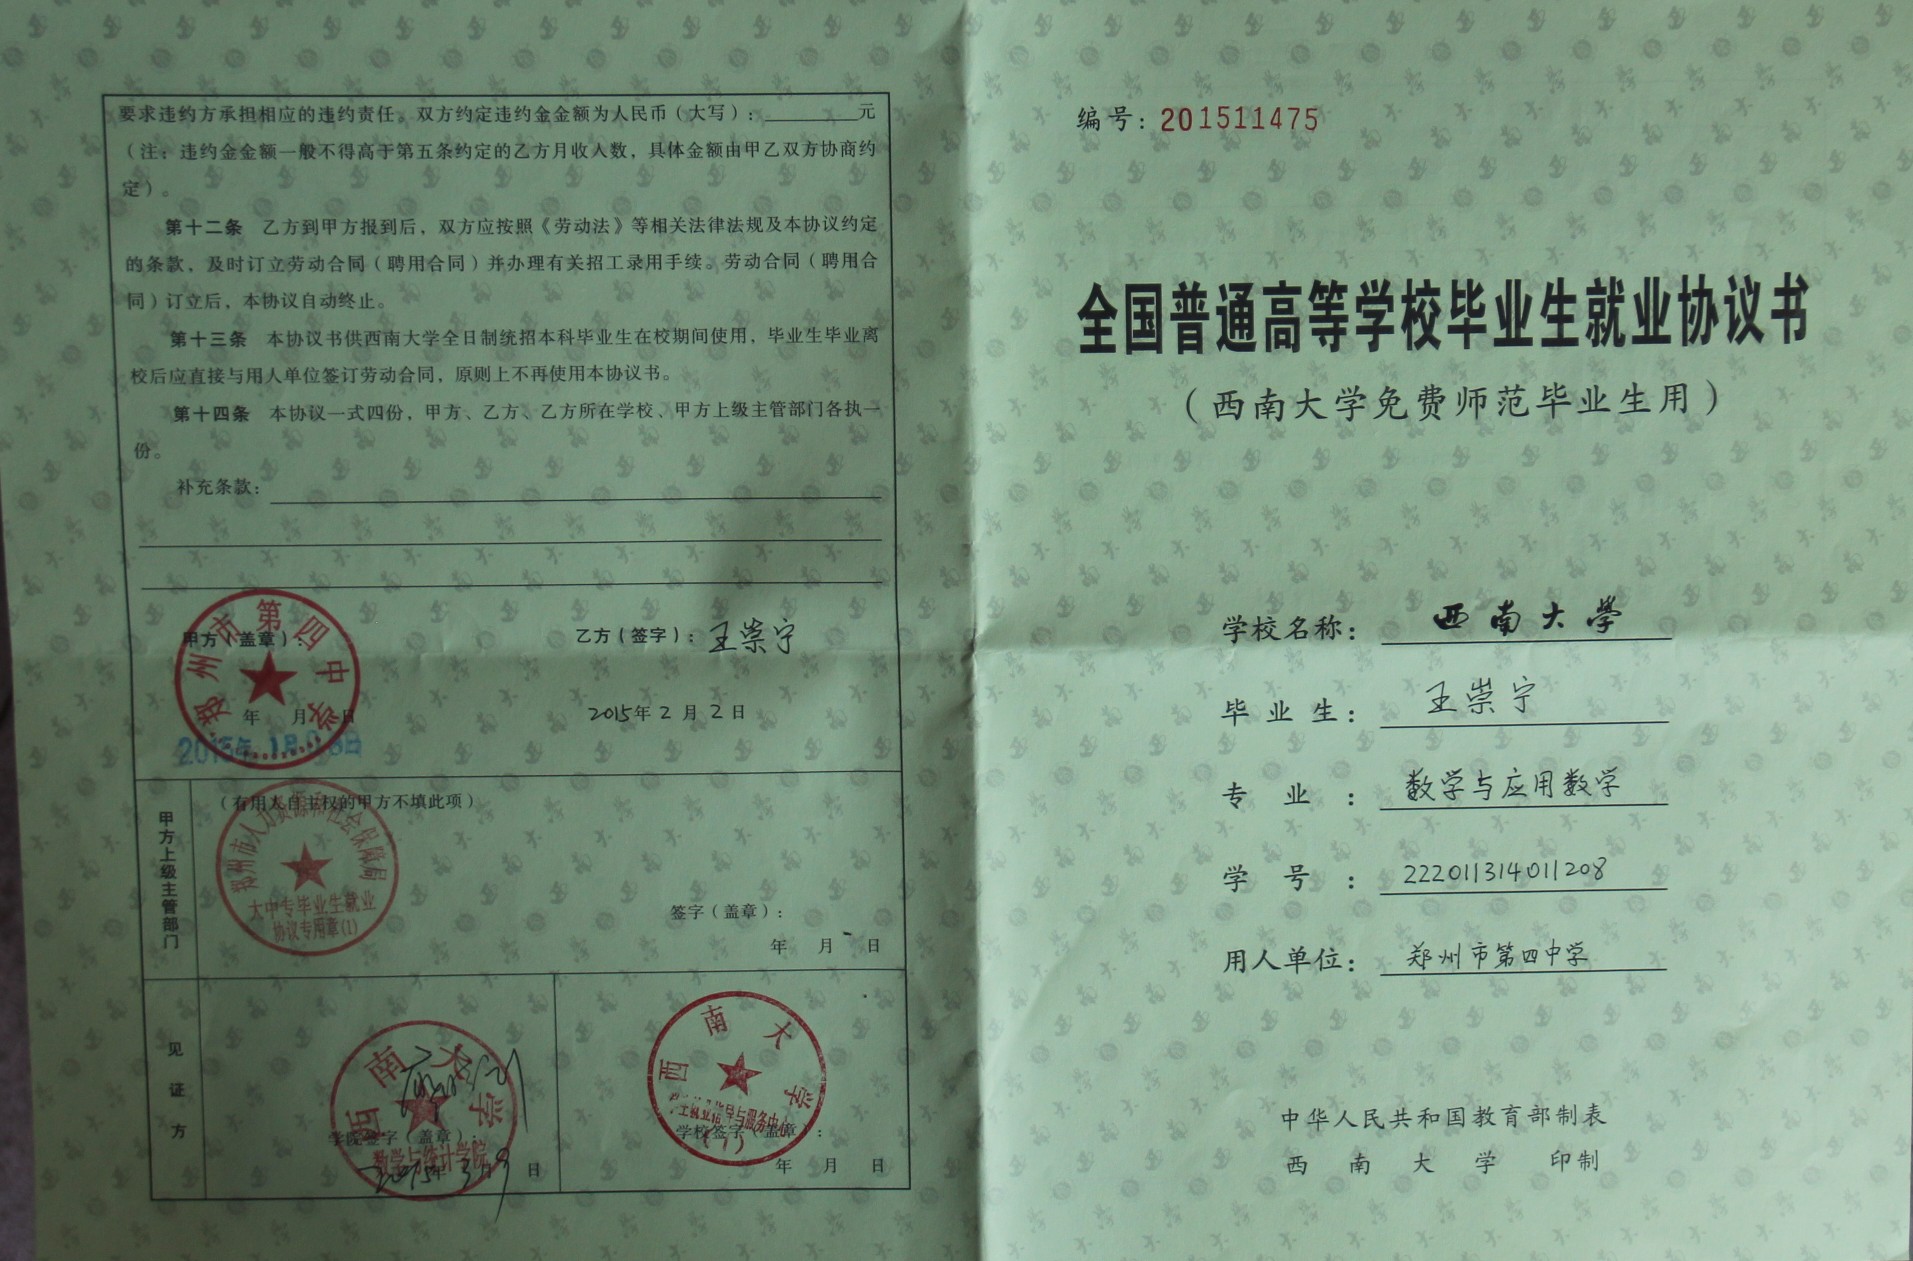 要求违约方承担相应的违约责任。双方约定违约金金额为人民币（大写）：________元
（注：违约金金额一般不得高于第五条约定的乙方月收入数，具体金额由甲乙双方协商约
定）。
第十二条 乙方到甲方报到后，双方应按照《劳动法》等相关法律法规及本协议约定
的条款，及时订立劳动合同（聘用合同）并办理有关招工录用手续。劳动合同（聘用合
同）订立后，本协议自动终止。
第十三条 本协议书供西南大学全日制统招本科毕业生在校期间使用，毕业生毕业离
校后应直接与用人单位签订劳动合同，原则上不再使用本协议书。
第十四条 本协议一式四份，甲方、乙方、乙方所在学校、甲方上级主管部门各执一
份。
补充条款：
郑州市第四中学
甲方（盖章）：
乙方（签字）：王崇宁
年 月 日
2015年2月2日
甲方上级主管部门
（有用人自主权的甲方不填此项）
郑州市人力资源和社会保障局
大中专毕业生就业
协议专用章(1)
签字（盖章）：
年 月 日
见证方
西南大学
数学与统计学院
学院签字（盖章）：
2015年3月9日
西南大学
学校签字（盖章）：
年 月 日
编号：201511475
全国普通高等学校毕业生就业协议书
（西南大学免费师范毕业生用）
学校名称：西南大學
毕业生：王崇宁
专业：数学与应用数学
学号：222011314011208
用人单位：郑州市第四中学
中华人民共和国教育部制表
西南大学 印制